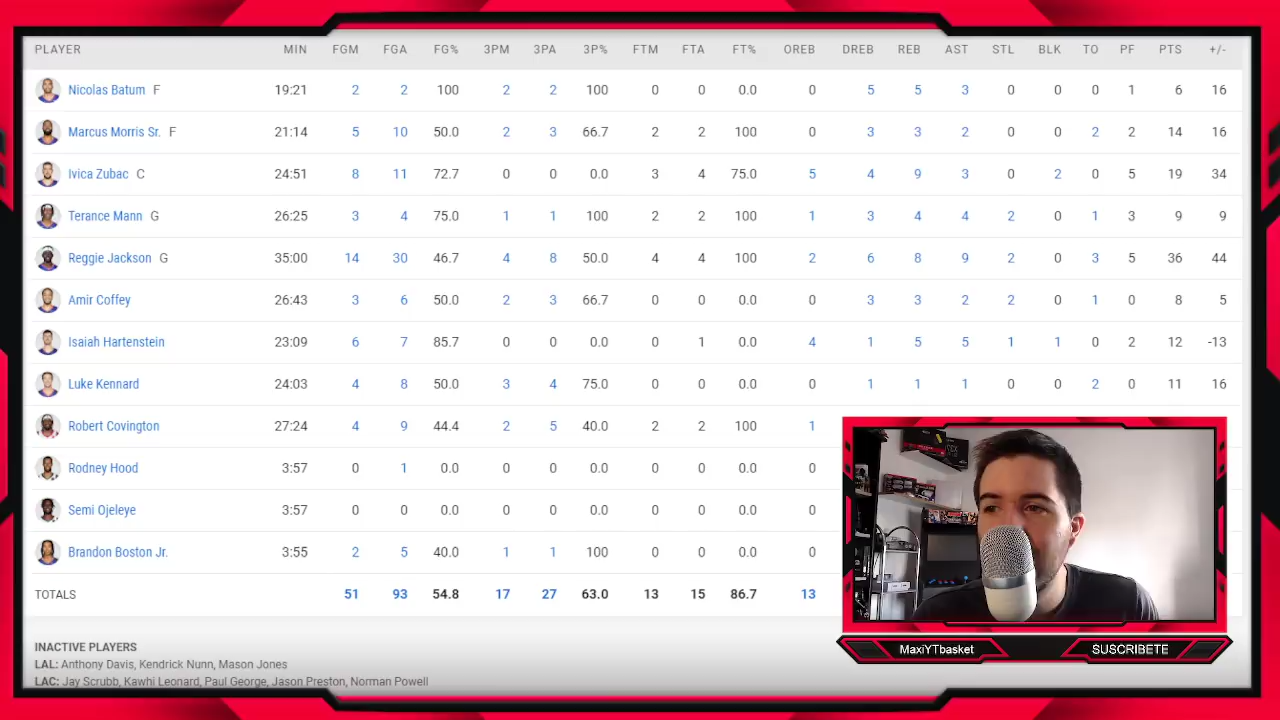 PLAYER MIN FGM FGA FG% 3PM 3PA 3P% FTM FTA FT% OREB DREB REB AST STL BLK TO PF PTS +/-
Nicolas Batum F 19:21 2 2 100 2 2 100 0 0 0.0 0 5 5 3 0 0 0 1 6 16
Marcus Morris Sr. F 21:14 5 10 50.0 2 3 66.7 2 2 100 0 3 3 2 0 0 2 2 14 16
Ivica Zubac C 24:51 8 11 72.7 0 0 0.0 3 4 75.0 5 4 9 3 0 2 0 5 19 34
Terance Mann G 26:25 3 4 75.0 1 1 100 2 2 100 1 3 4 4 2 0 1 3 9 9
Reggie Jackson G 35:00 14 30 46.7 4 8 50.0 4 4 100 2 6 8 9 2 0 3 5 36 44
Amir Coffey 26:43 3 6 50.0 2 3 66.7 0 0 0.0 0 3 3 2 2 0 1 0 8 5
Isaiah Hartenstein 23:09 6 7 85.7 0 0 0.0 0 1 0.0 4 1 5 5 1 1 0 2 12 -13
Luke Kennard 24:03 4 8 50.0 3 4 75.0 0 0 0.0 0 1 1 1 0 0 2 0 11 16
Robert Covington 27:24 4 9 44.4 2 5 40.0 2 2 100 1
Rodney Hood 3:57 0 1 0.0 0 0 0.0 0 0 0.0 0
Semi Ojeleye 3:57 0 0 0.0 0 0 0.0 0 0 0.0 0
Brandon Boston Jr. 3:55 2 5 40.0 1 1 100 0 0 0.0 0
TOTALS 51 93 54.8 17 27 63.0 13 15 86.7 13
INACTIVE PLAYERS
LAL: Anthony Davis, Kendrick Nunn, Mason Jones
LAC: Jay Scrubb, Kawhi Leonard, Paul George, Jason Preston, Norman Powell
MaxiYTbasket
SUSCRIBETE